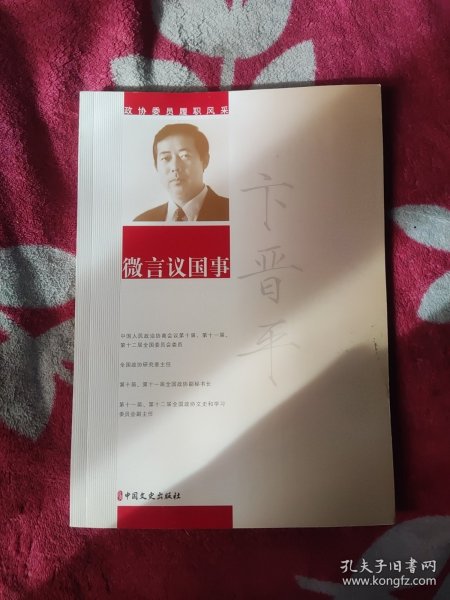 政协委员履职风采
微言议国事
卞晋平
中国人民政治协商会议第十届、第十一届、
第十二届全国委员会委员
全国政协研究室主任
第十届、第十一届全国政协副秘书长
第十一届、第十二届全国政协文史和学习
委员会副主任
中国文史出版社
孔夫子旧书网
www.kongfz.com